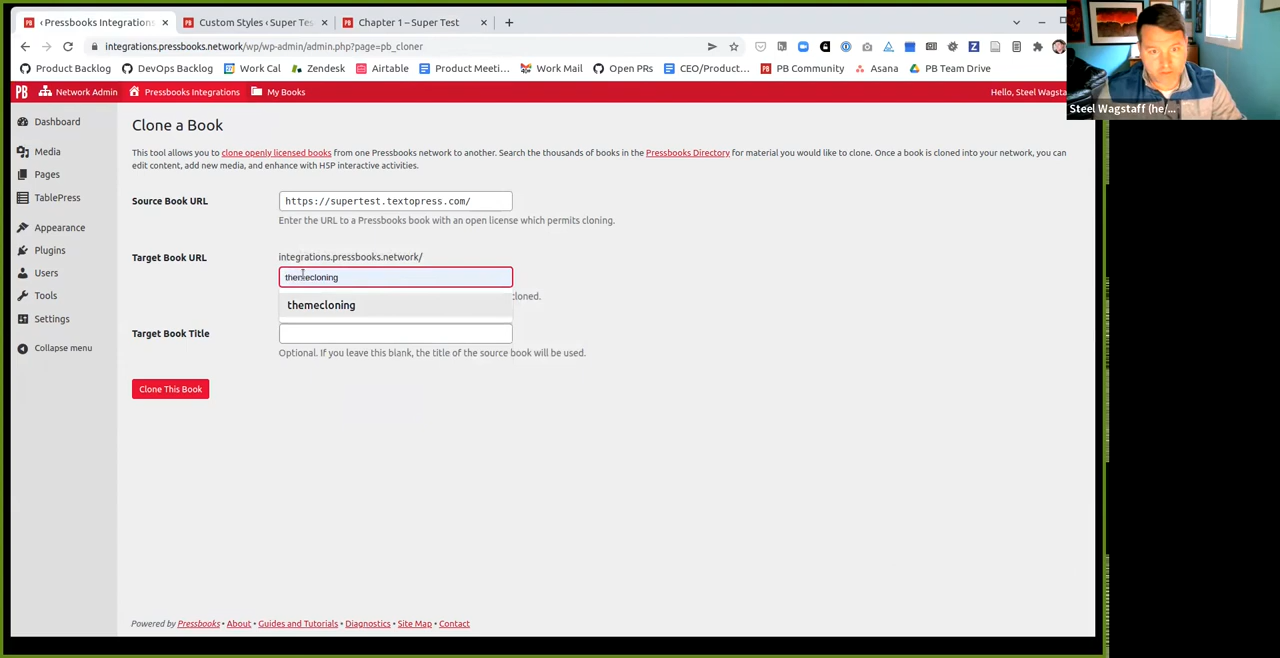 ‹ Pressbooks Integrations
Custom Styles ‹ Super Tes
Chapter 1 – Super Test
integrations.pressbooks.network/wp/wp-admin/admin.php?page=pb_cloner
Product Backlog
DevOps Backlog
Work Cal
Zendesk
Airtable
Product Meeti...
Work Mail
Open PRs
CEO/Product...
PB Community
Asana
PB Team Drive
Steel Wagstaff (he/...
PB
Network Admin
Pressbooks Integrations
My Books
Hello, Steel Wagsta
Dashboard
Media
Pages
TablePress
Appearance
Plugins
Users
Tools
Settings
Collapse menu
Clone a Book
This tool allows you to clone openly licensed books from one Pressbooks network to another. Search the thousands of books in the Pressbooks Directory for material you would like to clone. Once a book is cloned into your network, you can
edit content, add new media, and enhance with H5P interactive activities.
Source Book URL
https://supertest.textopress.com/
Enter the URL to a Pressbooks book with an open license which permits cloning.
Target Book URL
integrations.pressbooks.network/
themecloning
cloned.
themecloning
Target Book Title
Optional. If you leave this blank, the title of the source book will be used.
Clone This Book
Powered by Pressbooks • About • Guides and Tutorials • Diagnostics • Site Map • Contact